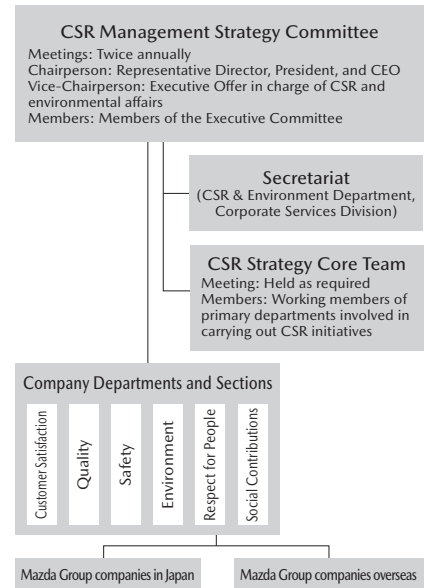 CSR Management Strategy Committee
Meetings: Twice annually
Chairperson: Representative Director, President, and CEO
Vice-Chairperson: Executive Offer in charge of CSR and
environmental affairs
Members: Members of the Executive Committee
Secretariat
(CSR & Environment Department,
Corporate Services Division)
CSR Strategy Core Team
Meeting: Held as required
Members: Working members of
primary departments involved in
carrying out CSR initiatives
Company Departments and Sections
Customer Satisfaction
Quality
Safety
Environment
Respect for People
Social Contributions
Mazda Group companies in Japan
Mazda Group companies overseas